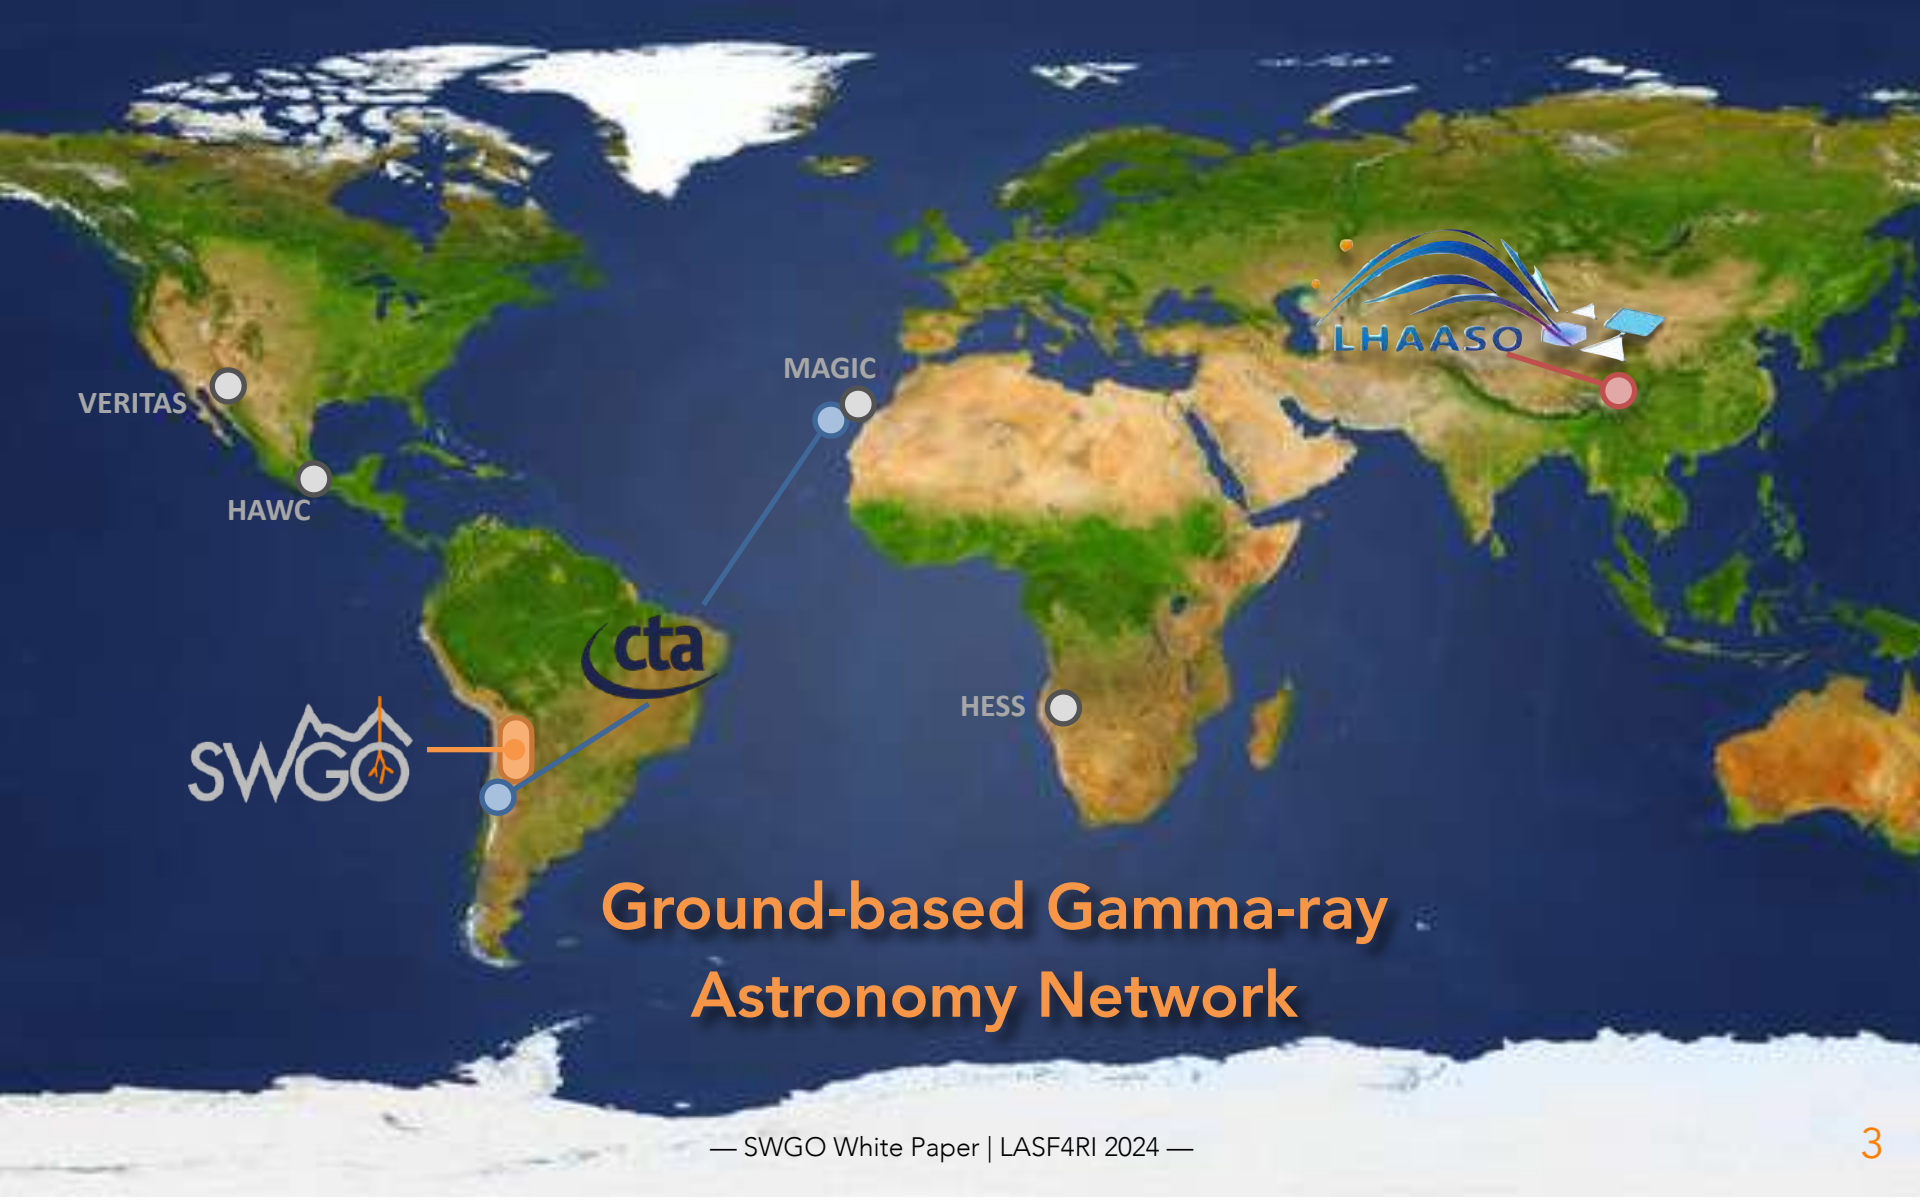 LHAASO
MAGIC
VERITAS
HAWC
cta
HESS
SWGO
Ground-based Gamma-ray
Astronomy Network
— SWGO White Paper | LASF4RI 2024 —
3